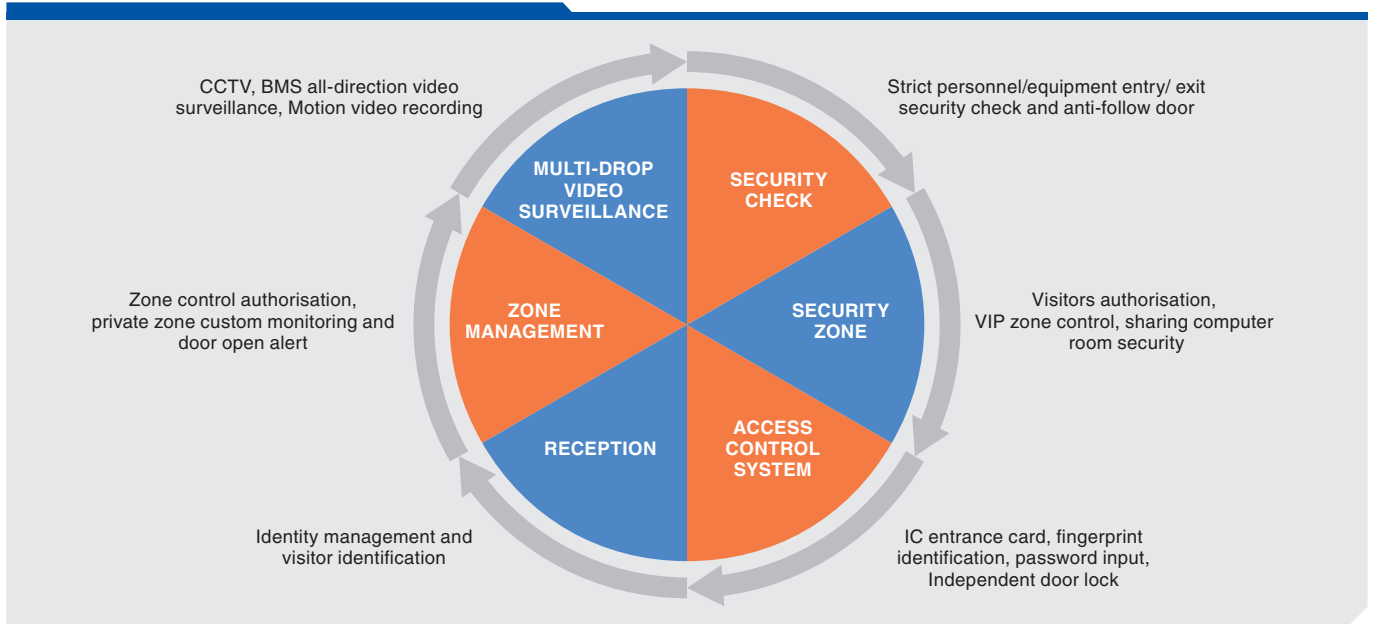 CCTV, BMS all-direction video
surveillance, Motion video recording
Strict personnel/equipment entry/ exit
security check and anti-follow door
MULTI-DROP
VIDEO
SURVEILLANCE
SECURITY
CHECK
Zone control authorisation,
private zone custom monitoring and
door open alert
ZONE
MANAGEMENT
SECURITY
ZONE
Visitors authorisation,
VIP zone control, sharing computer
room security
RECEPTION
ACCESS
CONTROL
SYSTEM
Identity management and
visitor identification
IC entrance card, fingerprint
identification, password input,
Independent door lock